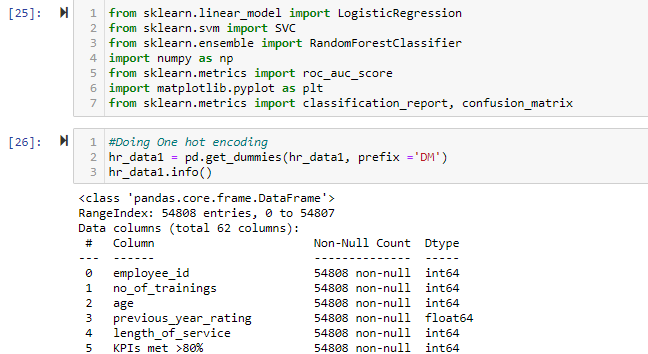 [25]:
1 from sklearn.linear_model import LogisticRegression
2 from sklearn.svm import SVC
3 from sklearn.ensemble import RandomForestClassifier
4 import numpy as np
5 from sklearn.metrics import roc_auc_score
6 import matplotlib.pyplot as plt
7 from sklearn.metrics import classification_report, confusion_matrix
[26]:
1 #Doing One hot encoding
2 hr_data1 = pd.get_dummies(hr_data1, prefix ='DM')
3 hr_data1.info()
<class 'pandas.core.frame.DataFrame'>
RangeIndex: 54808 entries, 0 to 54807
Data columns (total 62 columns):
# Column Non-Null Count Dtype
--- ------ -------------- -----
0 employee_id 54808 non-null int64
1 no_of_trainings 54808 non-null int64
2 age 54808 non-null int64
3 previous_year_rating 54808 non-null float64
4 length_of_service 54808 non-null int64
5 KPIs met >80% 54808 non-null int64